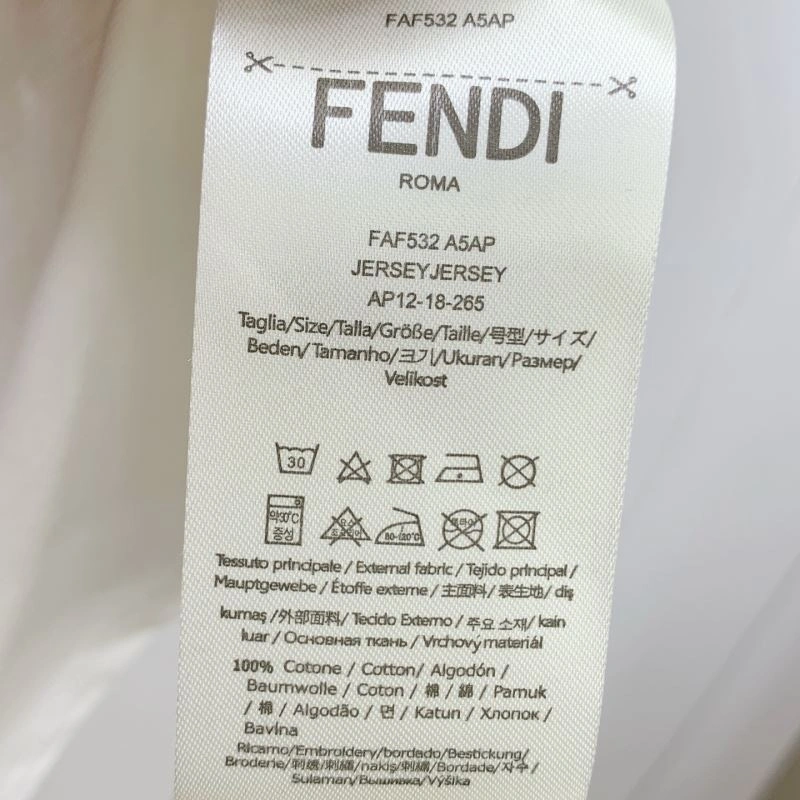 FAF532 A5AP
FENDI
ROMA
FAF532 A5AP
JERSEYJERSEY
AP12-18-265
Taglia/Size/Talla/Größe/Taille/号型/サイズ/
Beden/Tamanho/크기/Ukuran/Размер/
Velikost
30
약30℃
중성
80-120℃
Tessuto principale / External fabric / Tejido principal /
Mauptgewebe / Étoffe externe / 主面料 / 表生地 / diş
kumaş /外部面料/ Tecido Externo / 주요 소재/ kain
luar / Основная ткань / Vrchový materiál
100% Cotone / Cotton/ Algodón /
Baumwolle / Coton / 棉 / 綿 / Pamuk
/ 棉 / Algodão / 면 / Katun / Хлопок /
Bavlna
Ricamo/Embroidery/bordado/Bestickung/
Broderie/刺绣/刺繍/nakiş/刺繡/Bordade/자수/
Sulaman/Вышивка/Výšika